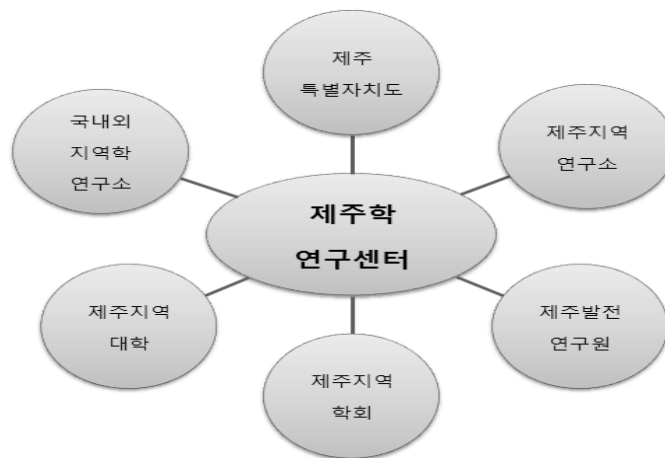 제주
특별자치도
국내외
지역학
연구소
제주지역
연구소
제주학
연구센터
제주지역
대학
제주발전
연구원
제주지역
학회